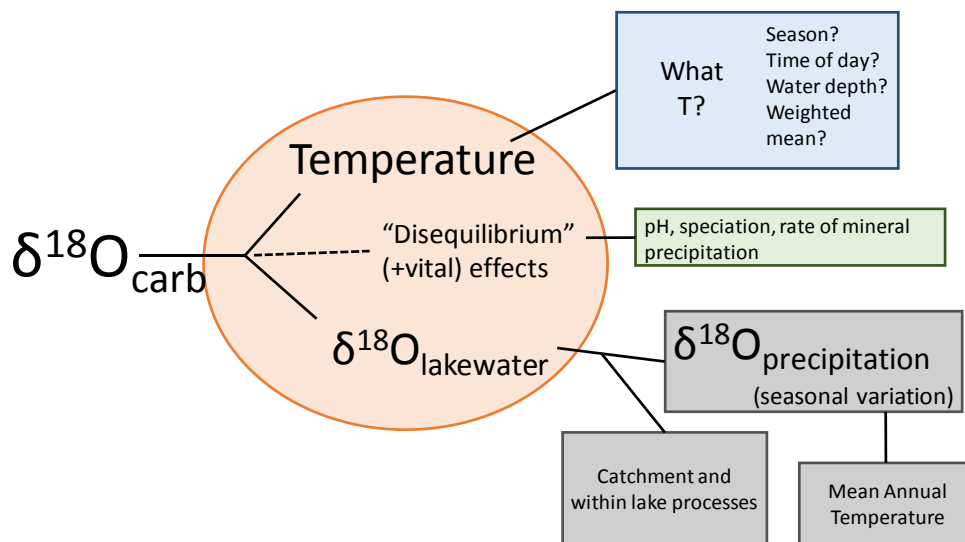 What
T?
Season?
Time of day?
Water depth?
Weighted
mean?
Temperature
δ¹⁸Ocarb
“Disequilibrium”
(+vital) effects
pH, speciation, rate of mineral
precipitation
δ¹⁸Olakewater
δ¹⁸Oprecipitation
(seasonal variation)
Catchment and
within lake processes
Mean Annual
Temperature